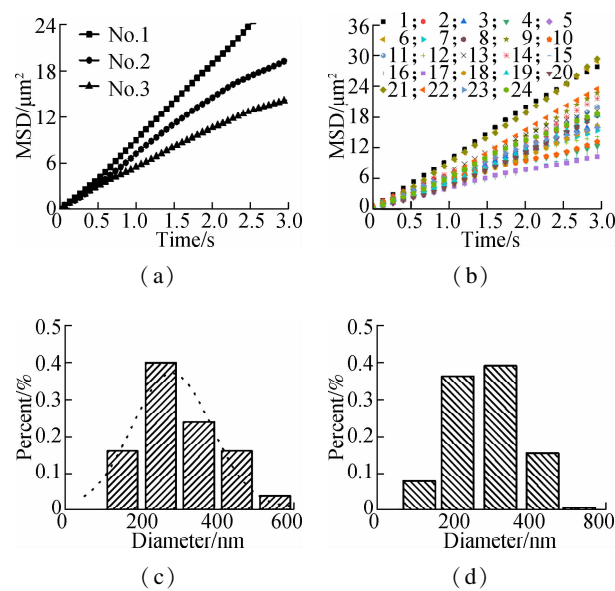 24
18
12
6
0
MSD/μm²
No.1
No.2
No.3
0 0.5 1.0 1.5 2.0 2.5 3.0
Time/s
(a)
36
30
24
18
12
6
0
MSD/μm²
1; 2; 3; 4; 5
6; 7; 8; 9; 10
11; 12; 13; 14; 15
16; 17; 18; 19; 20
21; 22; 23; 24
0 0.5 1.0 1.5 2.0 2.5 3.0
Time/s
(b)
0.5
0.4
0.3
0.2
0.1
0
Percent/%
0 200 400 600
Diameter/nm
(c)
0.5
0.4
0.3
0.2
0.1
0
Percent/%
0 200 400 800
Diameter/nm
(d)